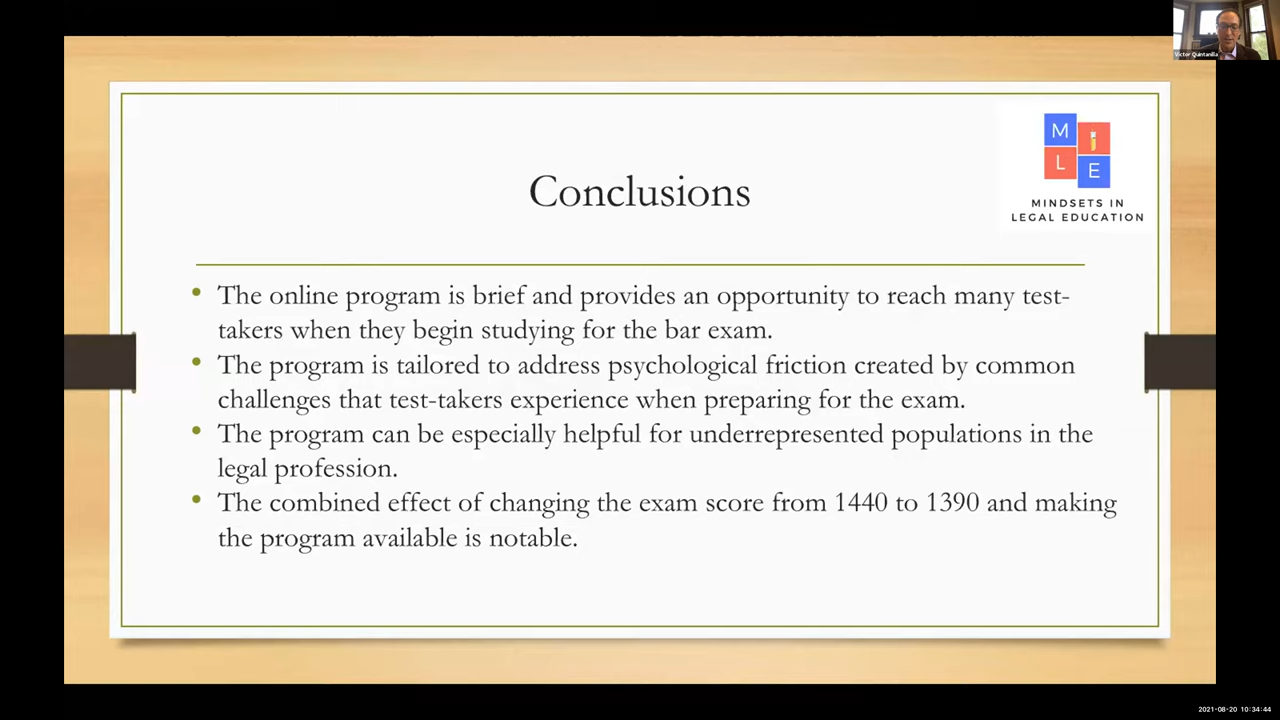 Victor Quintanilla
M
i
L
E
MINDSETS IN
LEGAL EDUCATION
Conclusions
• The online program is brief and provides an opportunity to reach many test-
takers when they begin studying for the bar exam.
• The program is tailored to address psychological friction created by common
challenges that test-takers experience when preparing for the exam.
• The program can be especially helpful for underrepresented populations in the
legal profession.
• The combined effect of changing the exam score from 1440 to 1390 and making
the program available is notable.
2021-08-20 10:34:44